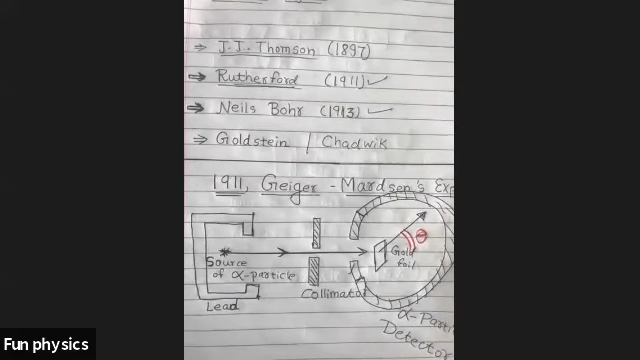 ⇒ J.J. Thomson (1897)
⇒ Rutherford (1911)
⇒ Neils Bohr (1913)
⇒ Goldstein / Chadwik
1911, Geiger - Mardsen's Exp
θ
Gold
foil
Source
of α-particle
Collimator
Lead
α-Parti
Detector
Fun physics